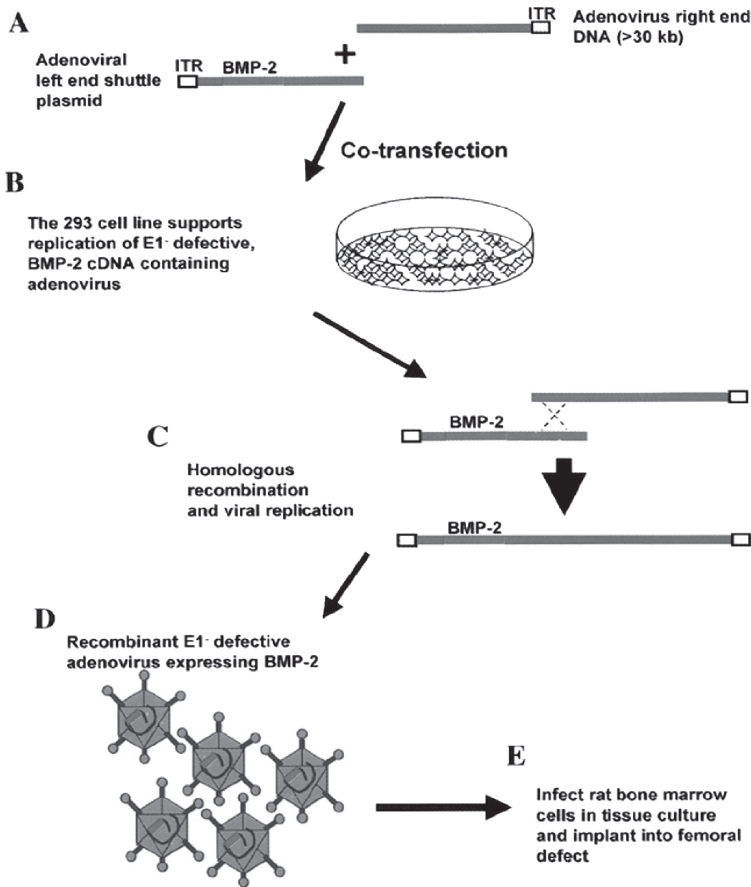 A
Adenoviral
left end shuttle
plasmid
ITR
BMP-2
+
ITR
Adenovirus right end
DNA (>30 kb)
Co-transfection
B
The 293 cell line supports
replication of E1- defective,
BMP-2 cDNA containing
adenovirus
C
Homologous
recombination
and viral replication
BMP-2
BMP-2
D
Recombinant E1- defective
adenovirus expressing BMP-2
E
Infect rat bone marrow
cells in tissue culture
and implant into femoral
defect